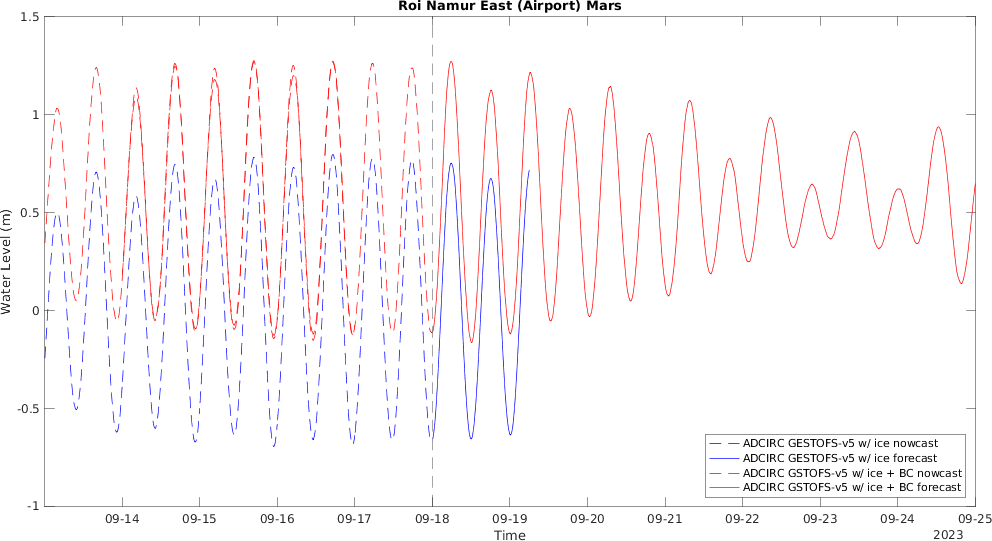 Roi Namur East (Airport) Mars
Water Level (m)
1.5
1
0.5
0
-0.5
-1
ADCIRC GESTOFS-v5 w/ ice nowcast
ADCIRC GESTOFS-v5 w/ ice forecast
ADCIRC GSTOFS-v5 w/ ice + BC nowcast
ADCIRC GSTOFS-v5 w/ ice + BC forecast
09-14 09-15 09-16 09-17 09-18 09-19 09-20 09-21 09-22 09-23 09-24 09-25
Time
2023